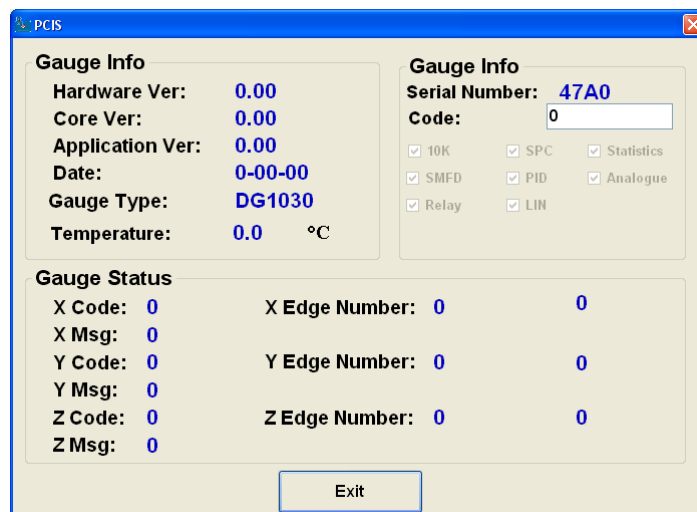 PCIS
Gauge Info
Hardware Ver: 0.00
Core Ver: 0.00
Application Ver: 0.00
Date: 0-00-00
Gauge Type: DG1030
Temperature: 0.0 °C
Gauge Info
Serial Number: 47A0
Code: 0
10K SPC Statistics
SMFD PID Analogue
Relay LIN
Gauge Status
X Code: 0 X Edge Number: 0 0
X Msg: 0
Y Code: 0 Y Edge Number: 0 0
Y Msg: 0
Z Code: 0 Z Edge Number: 0 0
Z Msg: 0
Exit